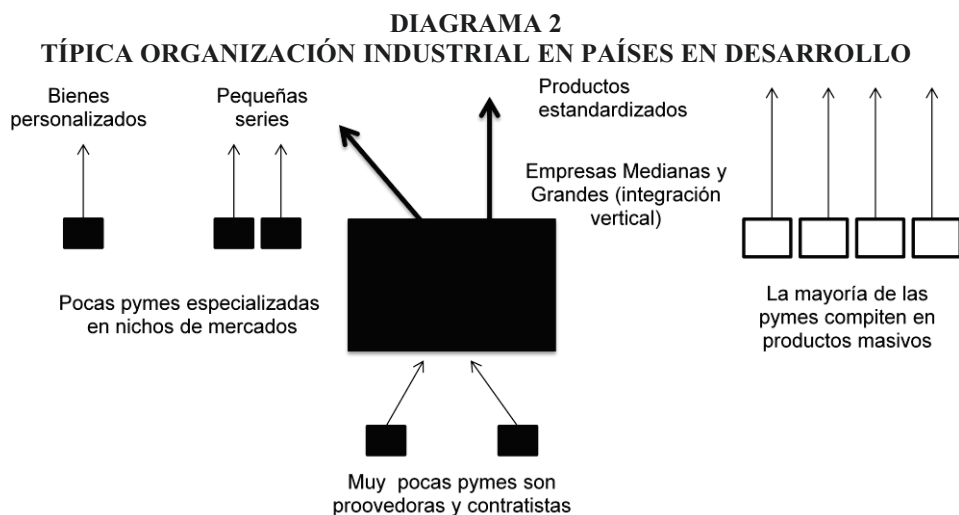 DIAGRAMA 2
TÍPICA ORGANIZACIÓN INDUSTRIAL EN PAÍSES EN DESARROLLO
Bienes
personalizados
Pequeñas
series
Productos
estandardizados
Empresas Medianas y
Grandes (integración
vertical)
Pocas pymes especializadas
en nichos de mercados
La mayoría de las
pymes compiten en
productos masivos
Muy pocas pymes son
proovedoras y contratistas